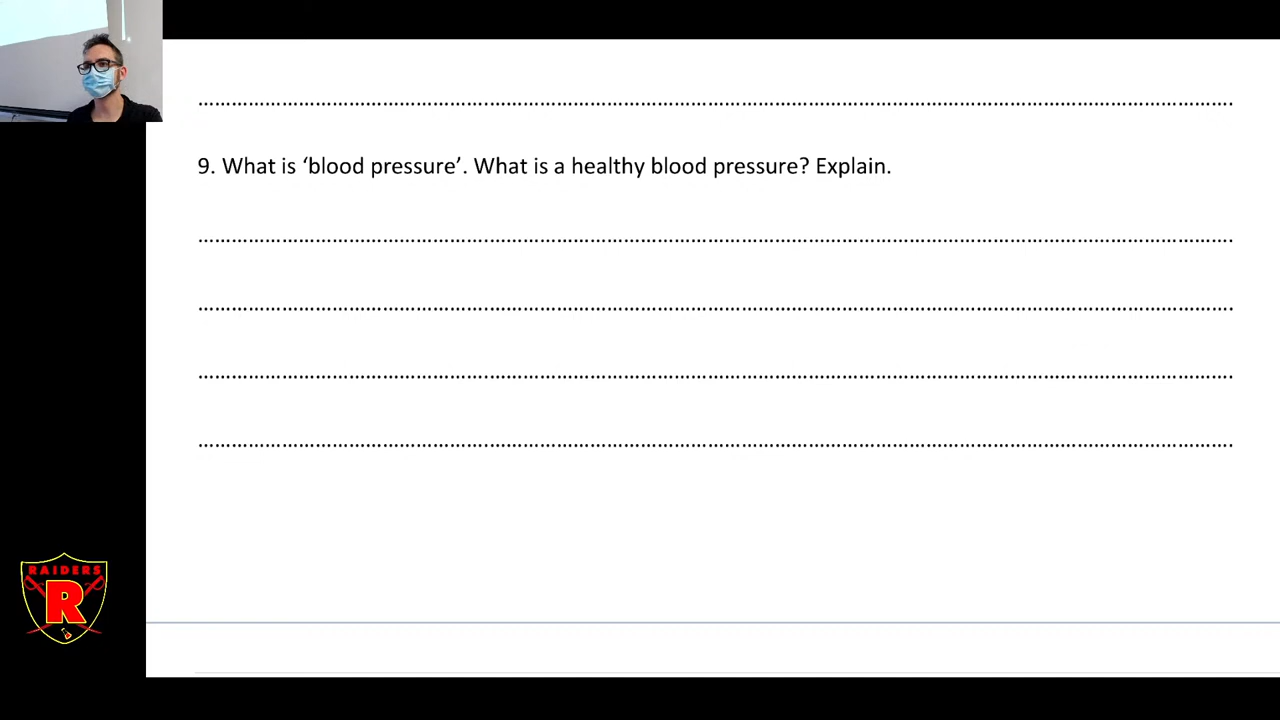 9. What is ‘blood pressure’. What is a healthy blood pressure? Explain.
RAIDERS
R